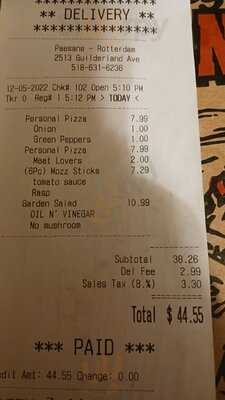 ***************
** DELIVERY **
***************
Paesano - Rotterdam
2513 Guilderland Ave
518-631-6236
12-05-2022 Chk# 102 Open 5:10 PM
Tkr 0 Reg# 1 5:12 PM > TODAY <
Personal Pizza 7.99
Onion 1.00
Green Peppers 1.00
Personal Pizza 7.99
Meat Lovers 2.00
(6Pc) Mozz Sticks 7.29
tomato sauce
Rasp
Garden Salad 10.99
OIL N' VINEGAR
No mushroom
Subtotal 38.26
Del Fee 2.99
Sales Tax (8.%) 3.30
Total $ 44.55
*** PAID ***
edit Amt: 44.55 Change: 0.00